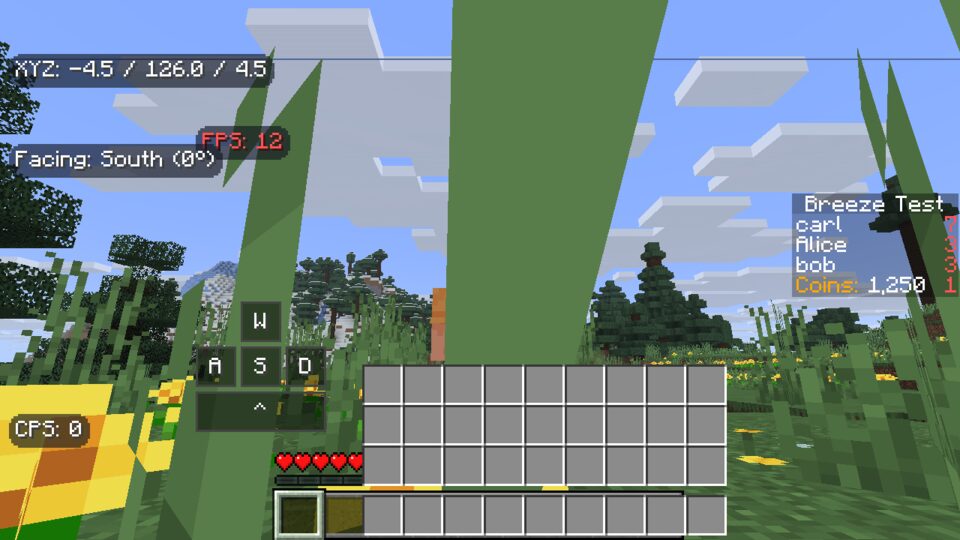 XYZ: -4.5 / 126.0 / 4.5
FPS: 12
Facing: South (0°)
Breeze Test
carl 7
Alice 3
bob 3
Coins: 1,250 1
W
A S D
^
CPS: 0